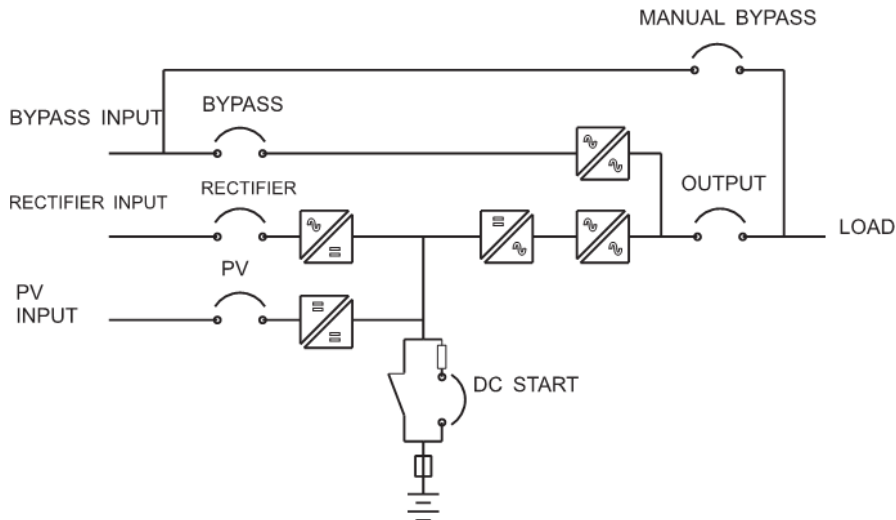 MANUAL BYPASS
BYPASS INPUT
BYPASS
RECTIFIER INPUT
RECTIFIER
OUTPUT
LOAD
PV
INPUT
PV
DC START